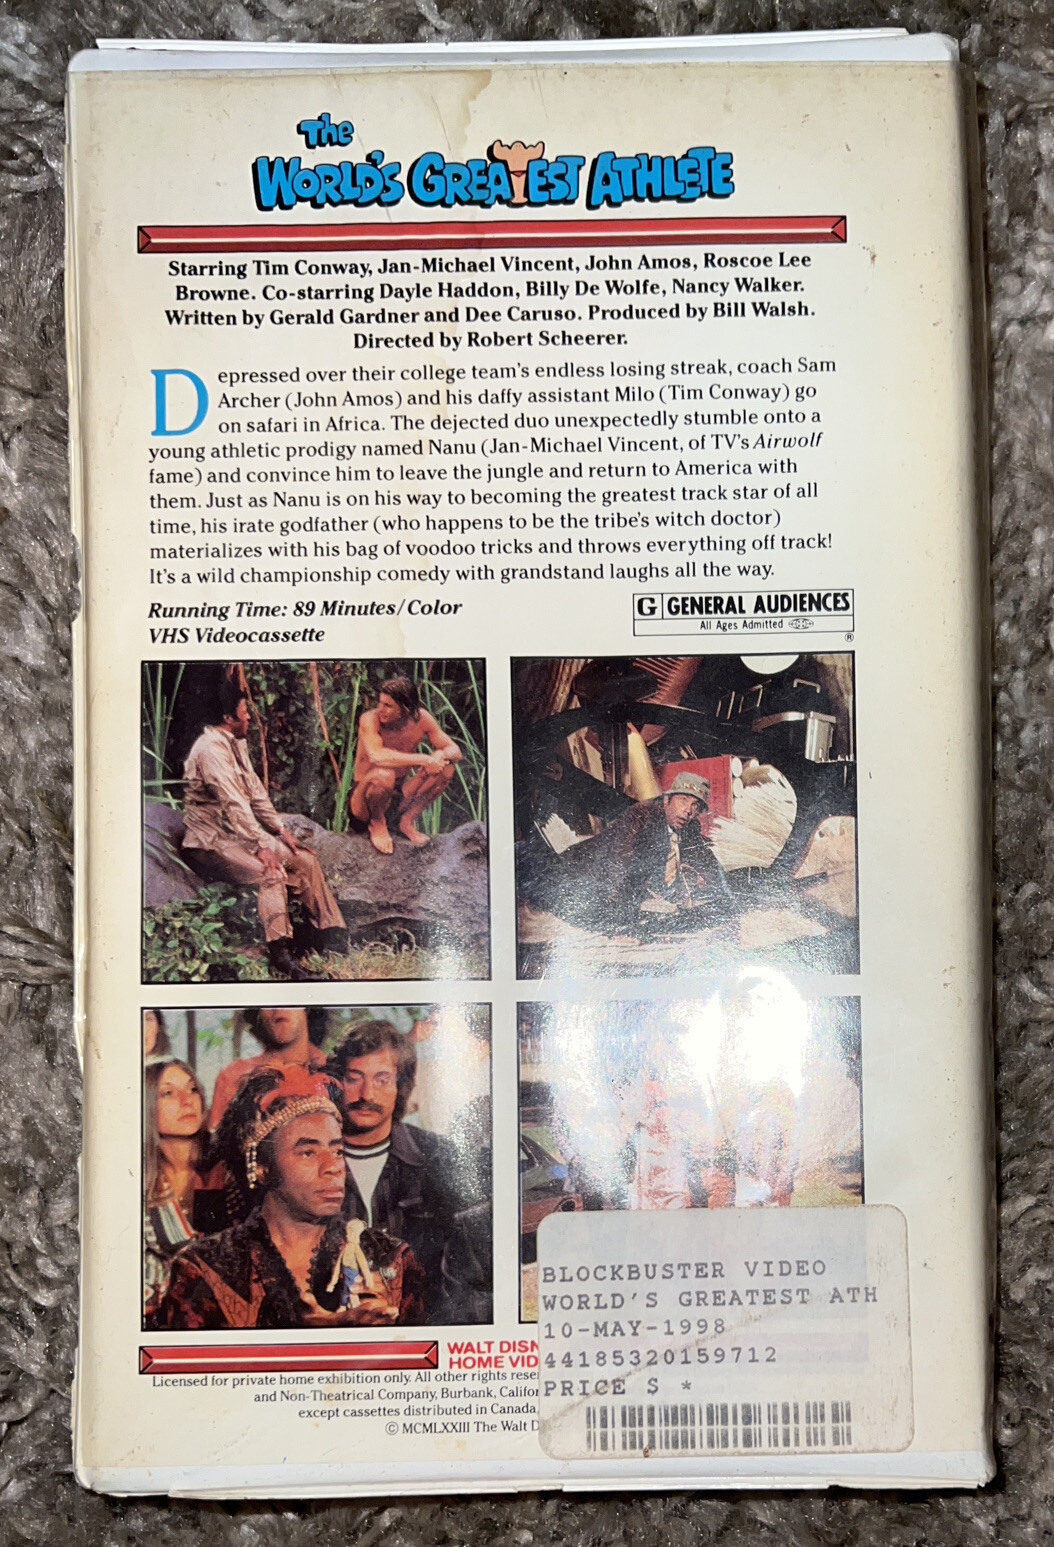 The
WORLD'S GREATEST ATHLETE
Starring Tim Conway, Jan-Michael Vincent, John Amos, Roscoe Lee
Browne. Co-starring Dayle Haddon, Billy De Wolfe, Nancy Walker.
Written by Gerald Gardner and Dee Caruso. Produced by Bill Walsh.
Directed by Robert Scheerer.
Depressed over their college team's endless losing streak, coach Sam
Archer (John Amos) and his daffy assistant Milo (Tim Conway) go
on safari in Africa. The dejected duo unexpectedly stumble onto a
young athletic prodigy named Nanu (Jan-Michael Vincent, of TV's Airwolf
fame) and convince him to leave the jungle and return to America with
them. Just as Nanu is on his way to becoming the greatest track star of all
time, his irate godfather (who happens to be the tribe's witch doctor)
materializes with his bag of voodoo tricks and throws everything off track!
It's a wild championship comedy with grandstand laughs all the way.
Running Time: 89 Minutes/Color
VHS Videocassette
G GENERAL AUDIENCES
All Ages Admitted
®
WALT DISN
HOME VID
Licensed for private home exhibition only. All other rights rese
and Non-Theatrical Company, Burbank, Califor
except cassettes distributed in Canada,
© MCMLXXIII The Walt D
BLOCKBUSTER VIDEO
WORLD'S GREATEST ATH
10-MAY-1998
44185320159712
PRICE $ *